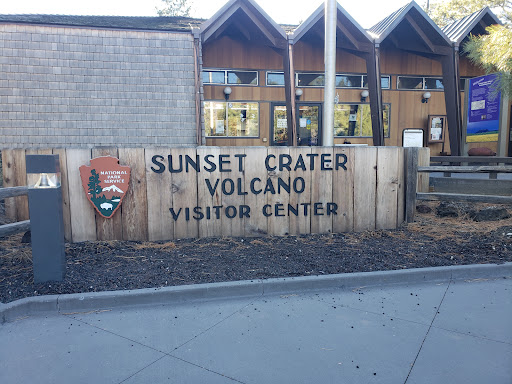 NATIONAL
PARK
SERVICE
SUNSET CRATER
VOLCANO
VISITOR CENTER